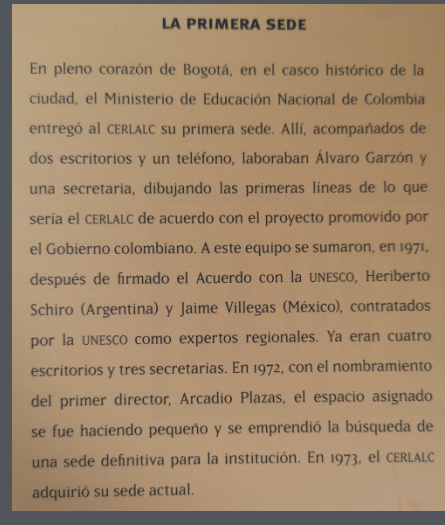 LA PRIMERA SEDE
En pleno corazón de Bogotá, en el casco histórico de la
ciudad, el Ministerio de Educación Nacional de Colombia
entregó al CERLALC su primera sede. Allí, acompañados de
dos escritorios y un teléfono, laboraban Álvaro Garzón y
una secretaria, dibujando las primeras líneas de lo que
sería el CERLALC de acuerdo con el proyecto promovido por
el Gobierno colombiano. A este equipo se sumaron, en 1971,
después de firmado el Acuerdo con la UNESCO, Heriberto
Schiro (Argentina) y Jaime Villegas (México), contratados
por la UNESCO como expertos regionales. Ya eran cuatro
escritorios y tres secretarias. En 1972, con el nombramiento
del primer director, Arcadio Plazas, el espacio asignado
se fue haciendo pequeño y se emprendió la búsqueda de
una sede definitiva para la institución. En 1973, el CERLALC
adquirió su sede actual.